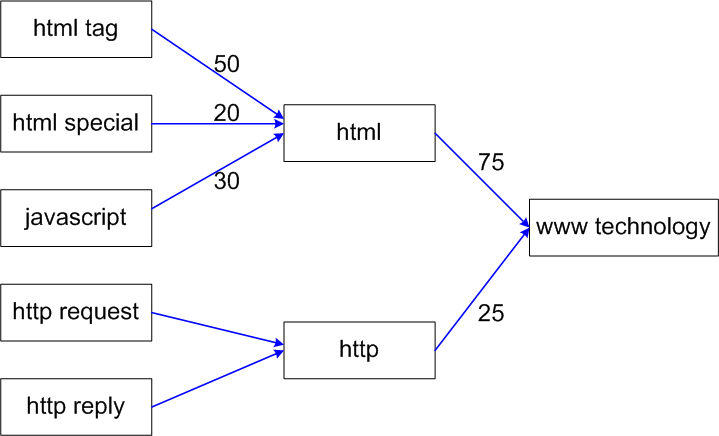 html tag
50
html special
20
html
javascript
30
75
www technology
http request
25
http
http reply